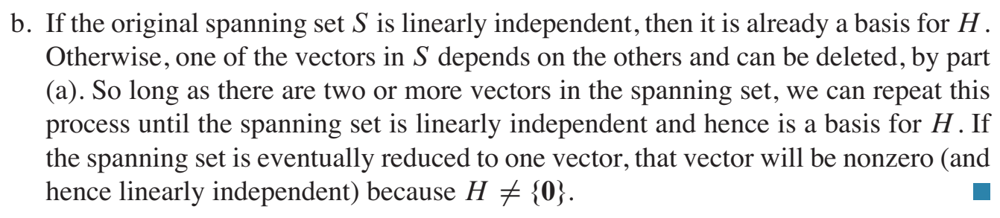 b. If the original spanning set S is linearly independent, then it is already a basis for H.
Otherwise, one of the vectors in S depends on the others and can be deleted, by part
(a). So long as there are two or more vectors in the spanning set, we can repeat this
process until the spanning set is linearly independent and hence is a basis for H. If
the spanning set is eventually reduced to one vector, that vector will be nonzero (and
hence linearly independent) because H ≠ {0}.